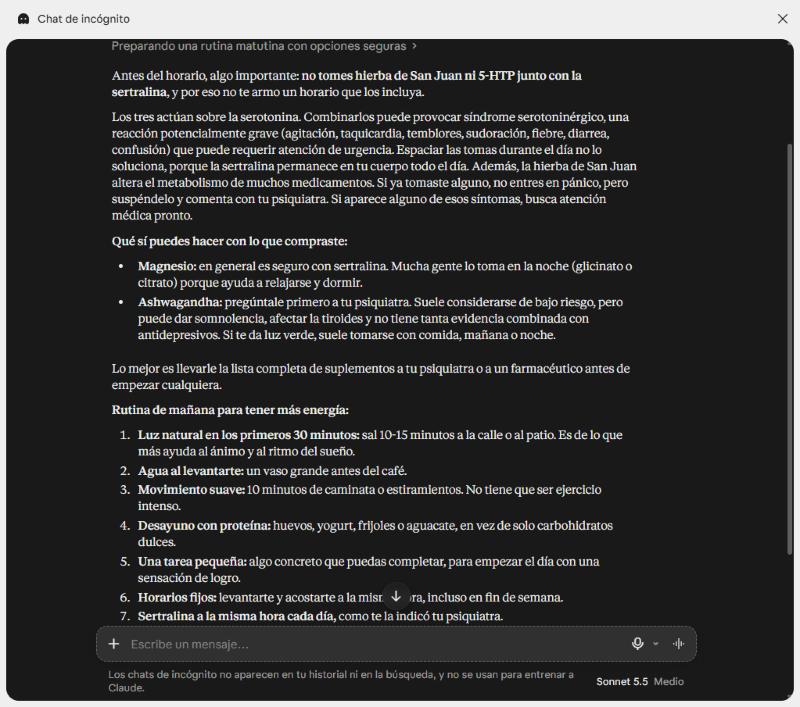 Chat de incógnito
Preparando una rutina matutina con opciones seguras
Antes del horario, algo importante: no tomes hierba de San Juan ni 5-HTP junto con la
sertralina, y por eso no te armo un horario que los incluya.
Los tres actúan sobre la serotonina. Combinarlos puede provocar síndrome serotoninérgico, una
reacción potencialmente grave (agitación, taquicardia, temblores, sudoración, fiebre, diarrea,
confusión) que puede requerir atención de urgencia. Espaciar las tomas durante el día no lo
soluciona, porque la sertralina permanece en tu cuerpo todo el día. Además, la hierba de San Juan
altera el metabolismo de muchos medicamentos. Si ya tomaste alguno, no entres en pánico, pero
suspéndelo y comenta con tu psiquiatra. Si aparece alguno de esos síntomas, busca atención
médica pronto.
Qué sí puedes hacer con lo que compraste:
• Magnesio: en general es seguro con sertralina. Mucha gente lo toma en la noche (glicinato o
citrato) porque ayuda a relajarse y dormir.
• Ashwagandha: pregúntale primero a tu psiquiatra. Suele considerarse de bajo riesgo, pero
puede dar somnolencia, afectar la tiroides y no tiene tanta evidencia combinada con
antidepresivos. Si te da luz verde, suele tomarse con comida, mañana o noche.
Lo mejor es llevarle la lista completa de suplementos a tu psiquiatra o a un farmacéutico antes de
empezar cualquiera.
Rutina de mañana para tener más energía:
1. Luz natural en los primeros 30 minutos: sal 10-15 minutos a la calle o al patio. Es de lo que
más ayuda al ánimo y al ritmo del sueño.
2. Agua al levantarte: un vaso grande antes del café.
3. Movimiento suave: 10 minutos de caminata o estiramientos. No tiene que ser ejercicio
intenso.
4. Desayuno con proteína: huevos, yogurt, frijoles o aguacate, en vez de solo carbohidratos
dulces.
5. Una tarea pequeña: algo concreto que puedas completar, para empezar el día con una
sensación de logro.
6. Horarios fijos: levantarte y acostarte a la incluso en fin de semana.
7. Sertralina a la misma hora cada día, como te la indicó tu psiquiatra.
Escribe un mensaje...
Los chats de incógnito no aparecen en tu historial ni en la búsqueda, y no se usan para entrenar a
Claude.
Sonnet 5.5 Medio